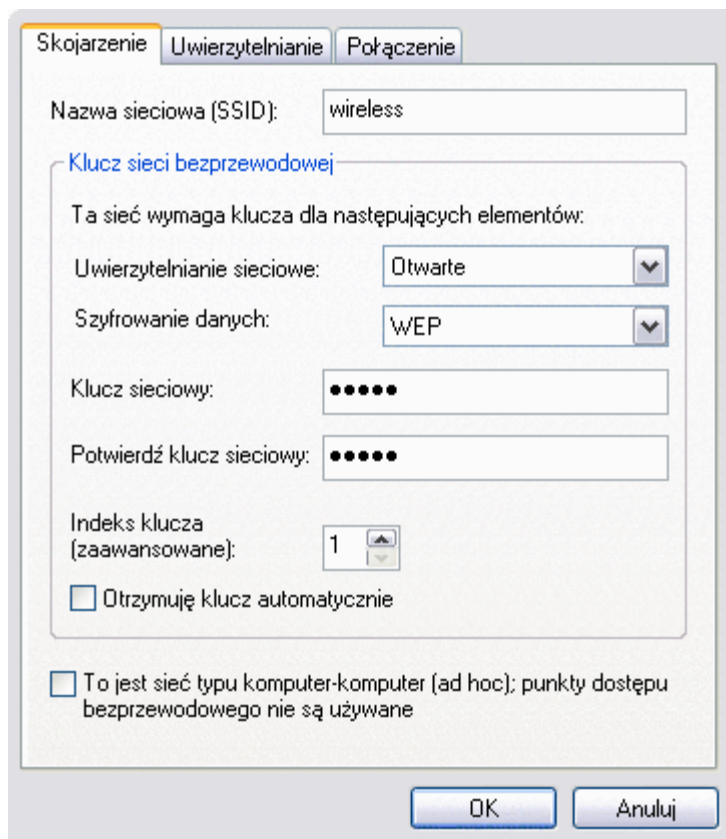 Skojarzenie Uwierzytelnianie Połączenie
Nazwa sieciowa (SSID): wireless
Klucz sieci bezprzewodowej
Ta sieć wymaga klucza dla następujących elementów:
Uwierzytelnianie sieciowe: Otwarte
Szyfrowanie danych: WEP
Klucz sieciowy: •••••
Potwierdź klucz sieciowy: •••••
Indeks klucza
(zaawansowane): 1
Otrzymuję klucz automatycznie
To jest sieć typu komputer-komputer (ad hoc); punkty dostępu
bezprzewodowego nie są używane
OK Anuluj